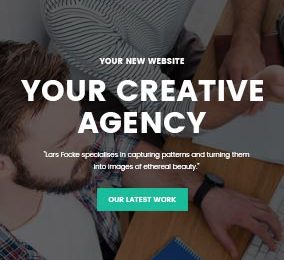 YOUR NEW WEBSITE
YOUR CREATIVE
AGENCY
"Lars Focke specialises in capturing patterns and turning them
into images of ethereal beauty."
OUR LATEST WORK